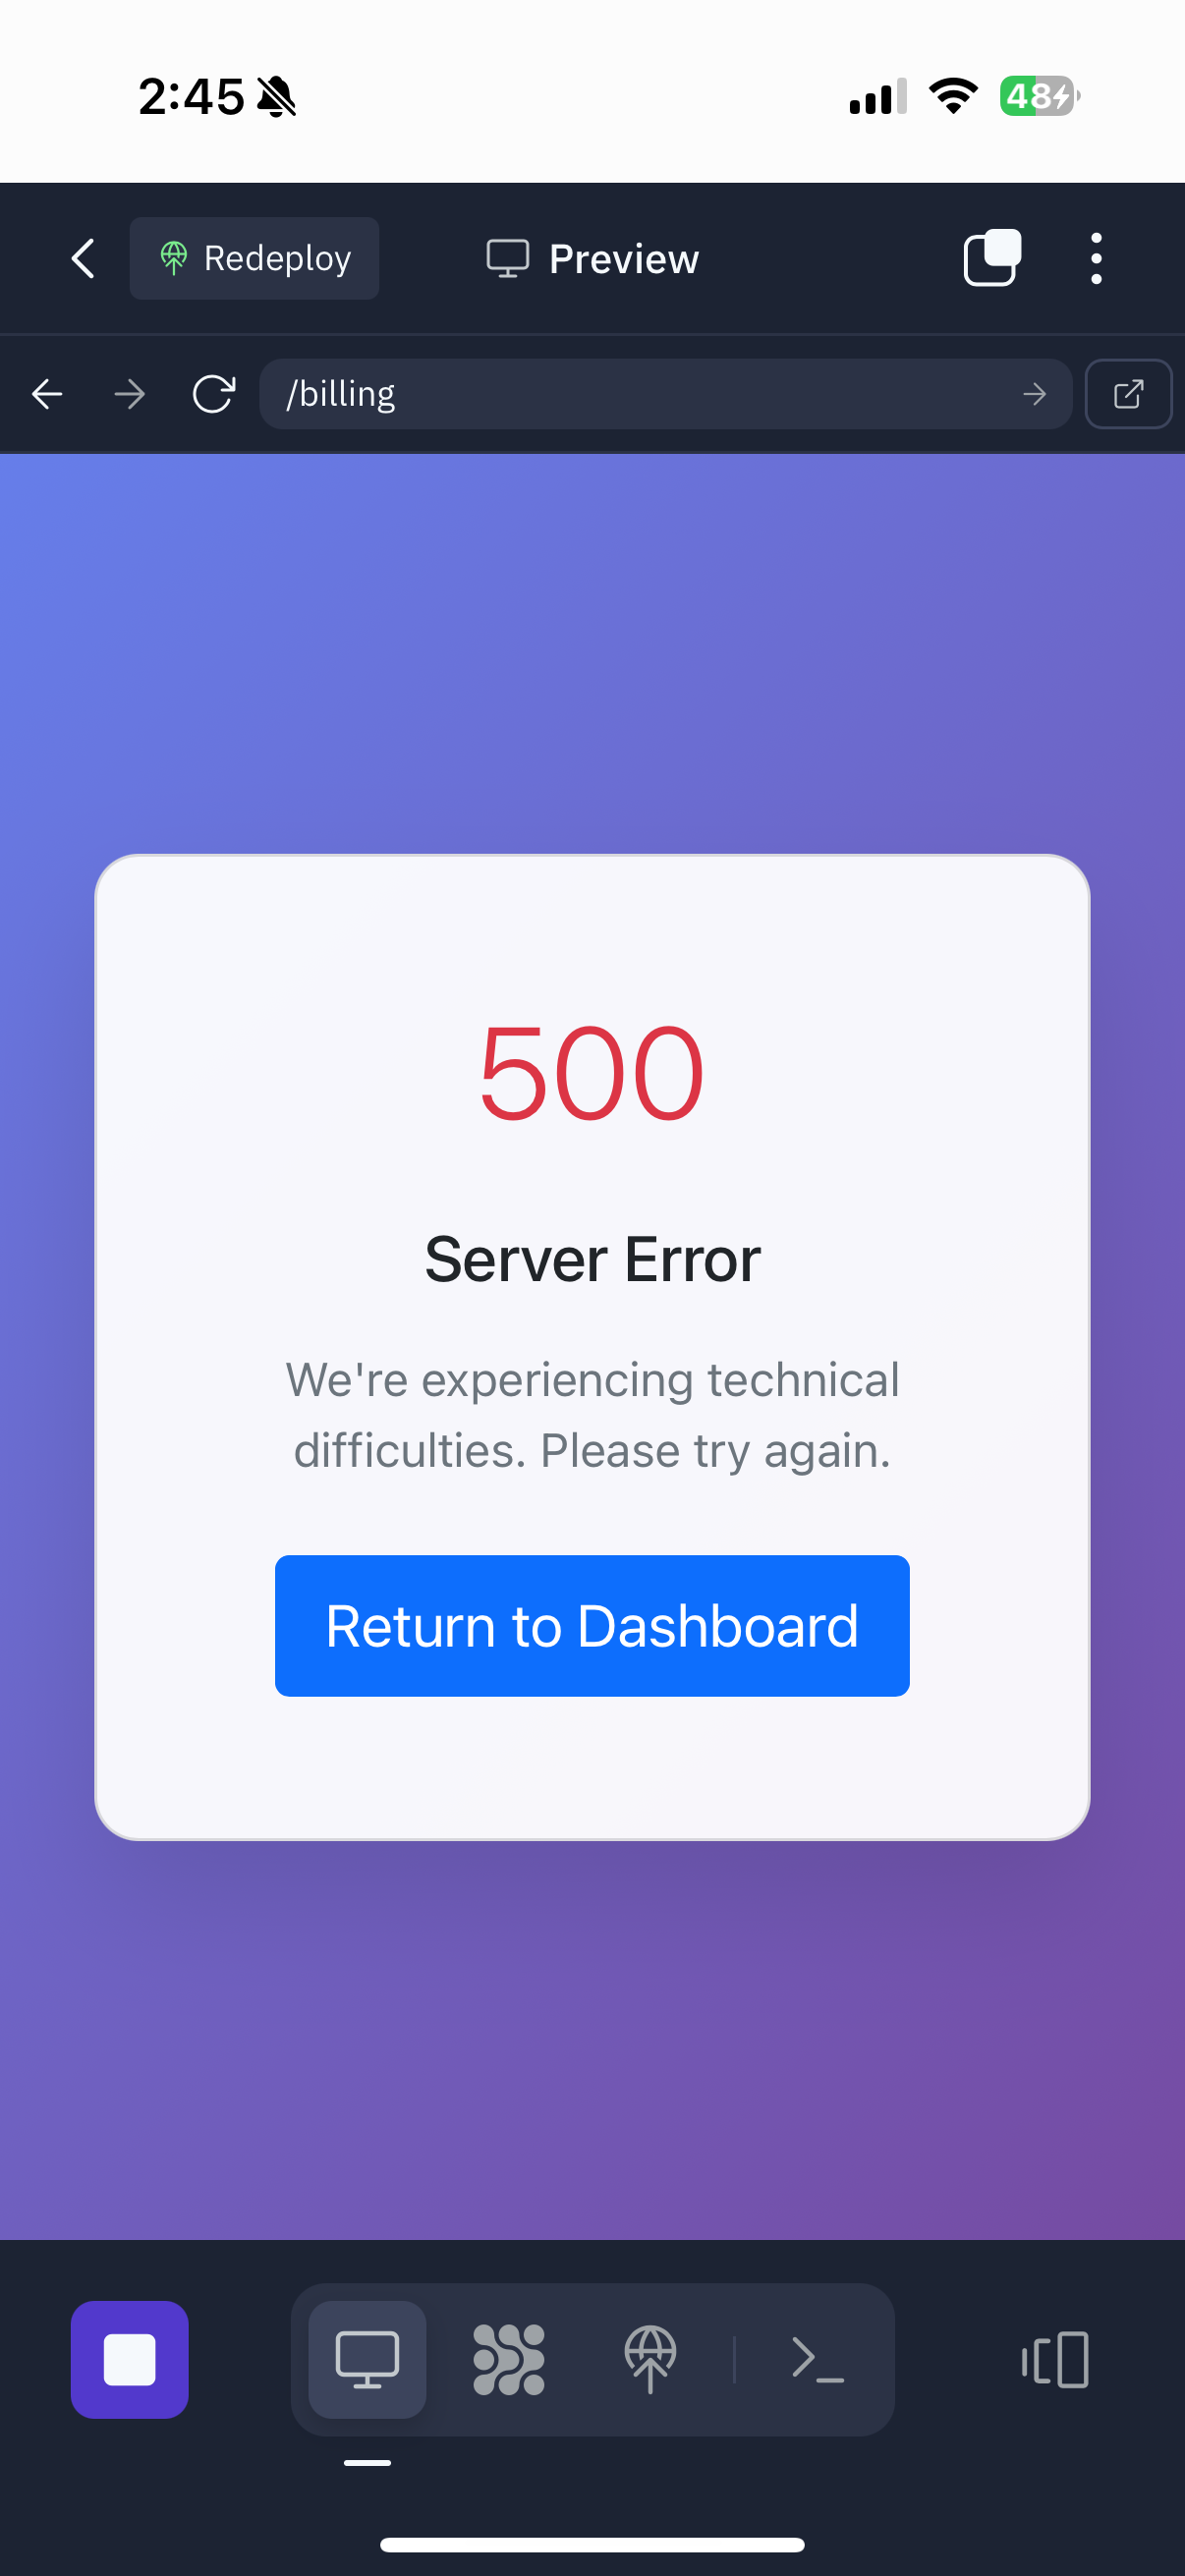 2:45
48
Redeploy
Preview
/billing
500
Server Error
We're experiencing technical
difficulties. Please try again.
Return to Dashboard